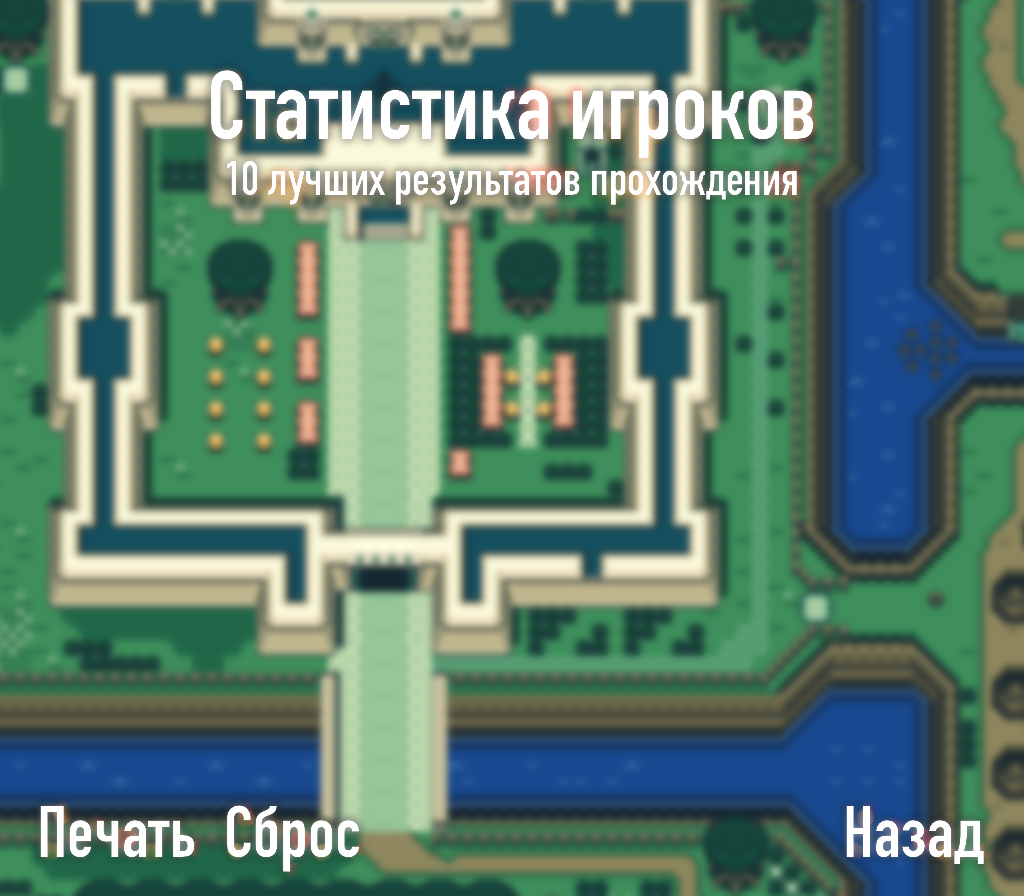 Статистика игроков
10 лучших результатов прохождения
Печать Сброс Назад